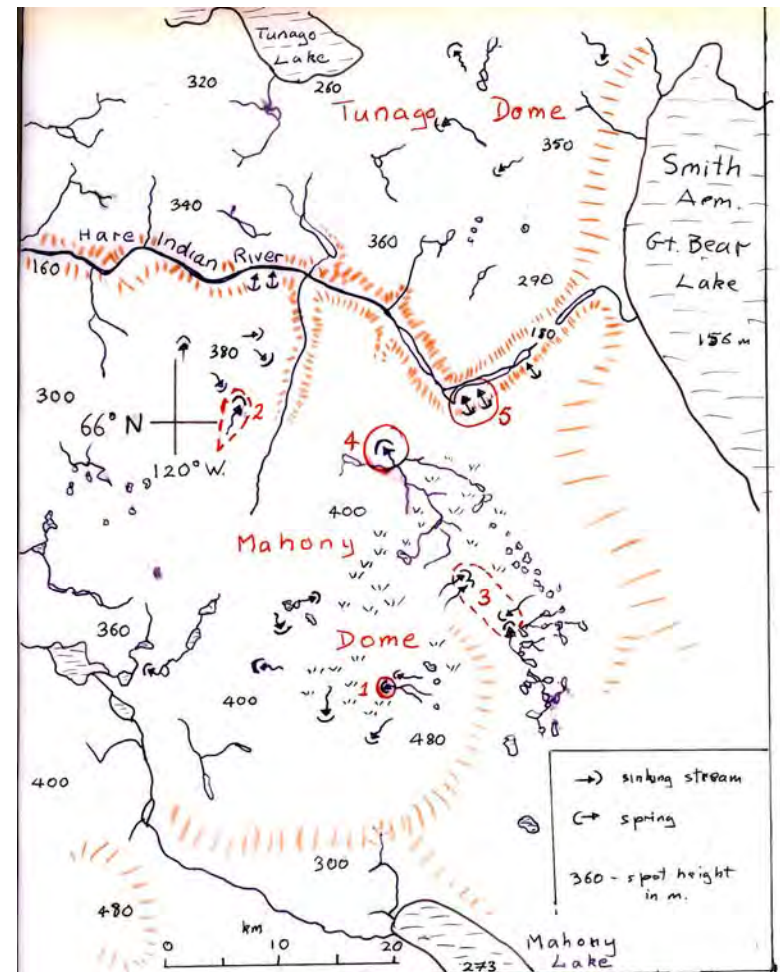 Tunago
Lake
320
260
Tunago Dome
350
Smith
Arm.
Gt. Bear
Lake
156 m
340
Hare Indian River
360
160
290
180
380
300
66° N
2
120° W.
4
5
400
Mahony
3
360
Dome
1
400
480
400
300
480
km
0 10 20
273
Mahony
Lake
sinking stream
spring
360 - spot height
in m.